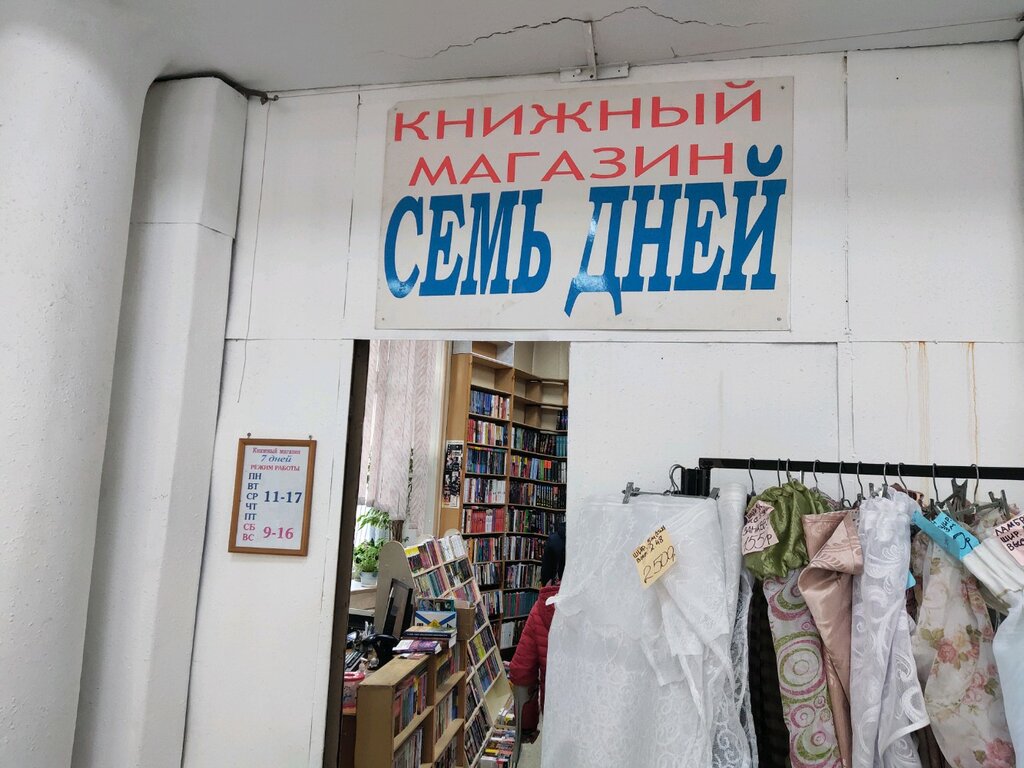 КНИЖНЫЙ
МАГАЗИН
СЕМЬ ДНЕЙ
Книжный магазин
7 дней
РЕЖИМ РАБОТЫ
ПН
ВТ
СР 11-17
ЧТ
ПТ
СБ 9-16
ВС
250р
155р